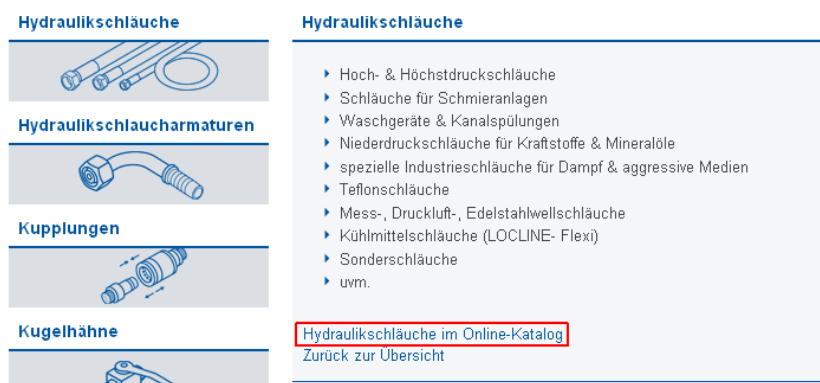 Hydraulikschläuche
Hydraulikschlaucharmaturen
Kupplungen
Kugelhähne
Hydraulikschläuche
Hoch- & Höchstdruckschläuche
Schläuche für Schmieranlagen
Waschgeräte & Kanalspülungen
Niederdruckschläuche für Kraftstoffe & Mineralöle
spezielle Industrieschläuche für Dampf & aggressive Medien
Teflonschläuche
Mess-, Druckluft-, Edelstahlwellschläuche
Kühlmittelschläuche (LOCLINE- Flexi)
Sonderschläuche
uvm.
Hydraulikschläuche im Online-Katalog
Zurück zur Übersicht